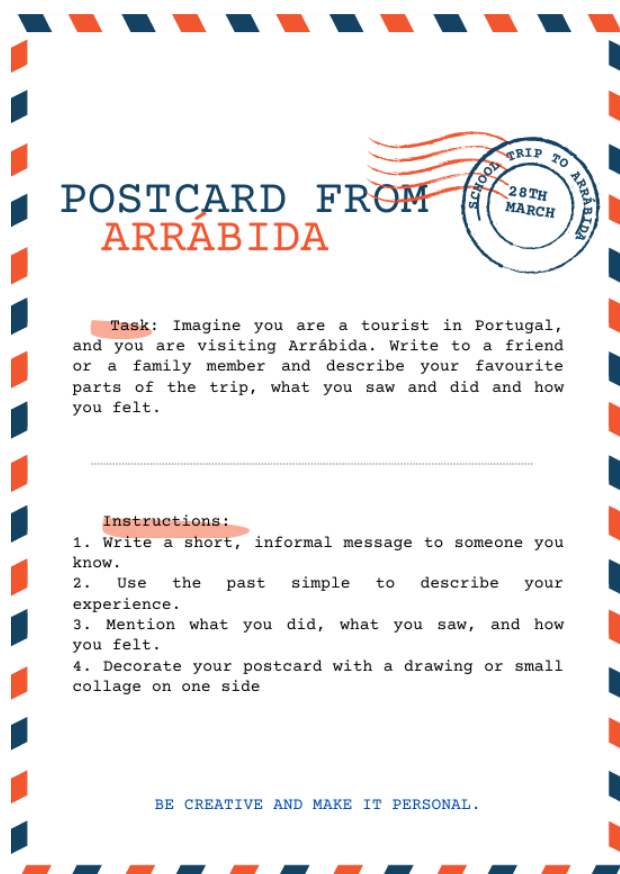 POSTCARD FROM
ARRÁBIDA
SCHOOL TRIP TO ARRÁBIDA
28TH
MARCH
Task: Imagine you are a tourist in Portugal,
and you are visiting Arrábida. Write to a friend
or a family member and describe your favourite
parts of the trip, what you saw and did and how
you felt.
Instructions:
1. Write a short, informal message to someone you
know.
2. Use the past simple to describe your
experience.
3. Mention what you did, what you saw, and how
you felt.
4. Decorate your postcard with a drawing or small
collage on one side
BE CREATIVE AND MAKE IT PERSONAL.